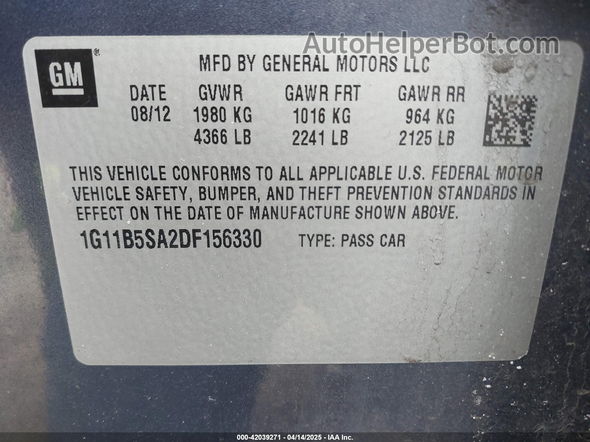 AutoHelperBot.com
GM ®
MFD BY GENERAL MOTORS LLC
DATE GVWR GAWR FRT GAWR RR
08/12 1980 KG 1016 KG 964 KG
4366 LB 2241 LB 2125 LB
THIS VEHICLE CONFORMS TO ALL APPLICABLE U.S. FEDERAL MOTOR
VEHICLE SAFETY, BUMPER, AND THEFT PREVENTION STANDARDS IN
EFFECT ON THE DATE OF MANUFACTURE SHOWN ABOVE.
1G11B5SA2DF156330 TYPE: PASS CAR
000-42039271 - 04/14/2025 - IAA Inc.